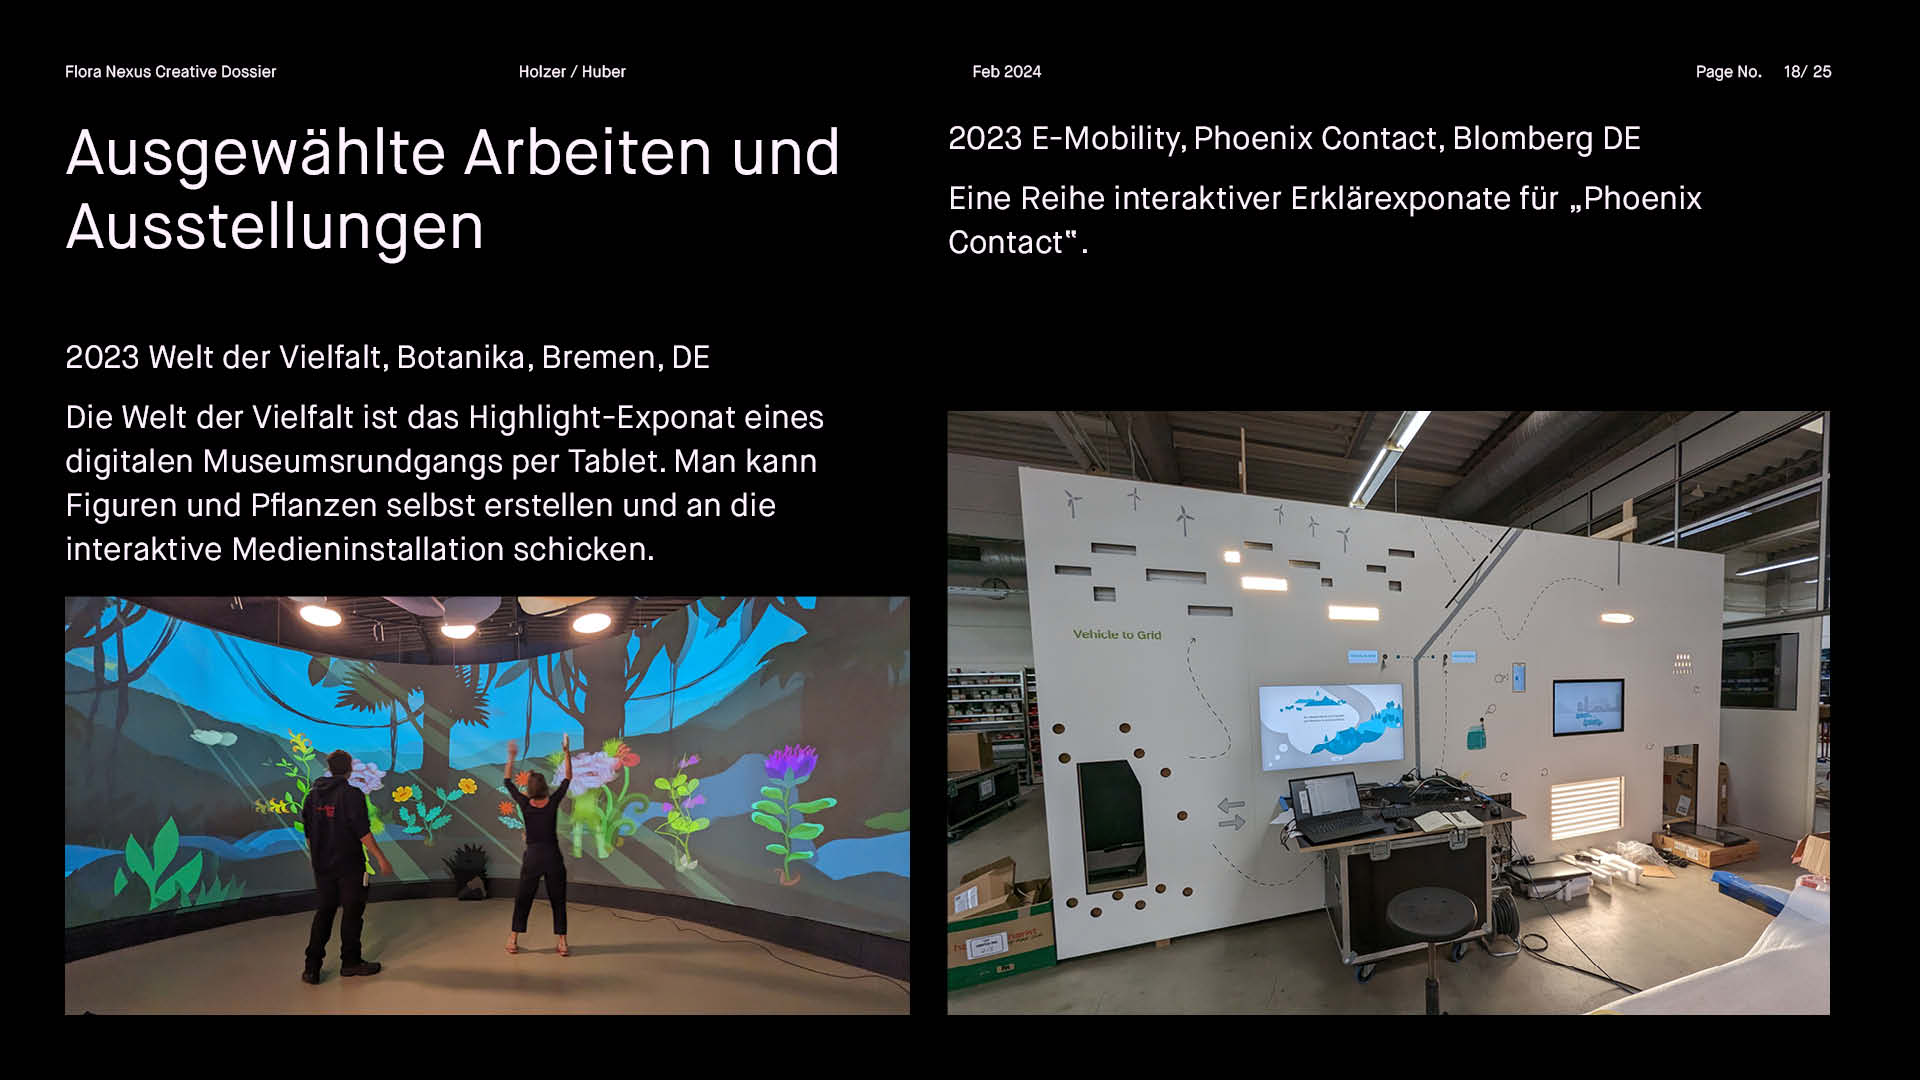 Flora Nexus Creative Dossier
Holzer / Huber
Feb 2024
Page No. 18/ 25
Ausgewählte Arbeiten und
Ausstellungen
2023 Welt der Vielfalt, Botanika, Bremen, DE
Die Welt der Vielfalt ist das Highlight-Exponat eines
digitalen Museumsrundgangs per Tablet. Man kann
Figuren und Pflanzen selbst erstellen und an die
interaktive Medieninstallation schicken.
2023 E-Mobility, Phoenix Contact, Blomberg DE
Eine Reihe interaktiver Erklärexponate für „Phoenix
Contact“.
Vehicle to Grid